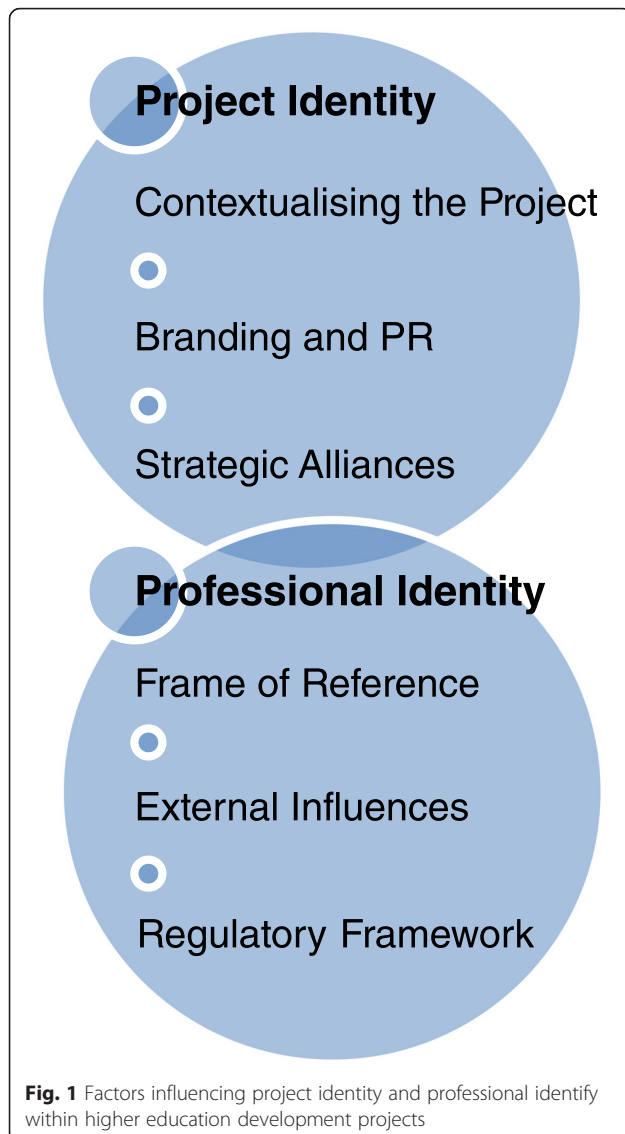 Project Identity
Contextualising the Project
Branding and PR
Strategic Alliances
Professional Identity
Frame of Reference
External Influences
Regulatory Framework
Fig. 1 Factors influencing project identity and professional identify
within higher education development projects